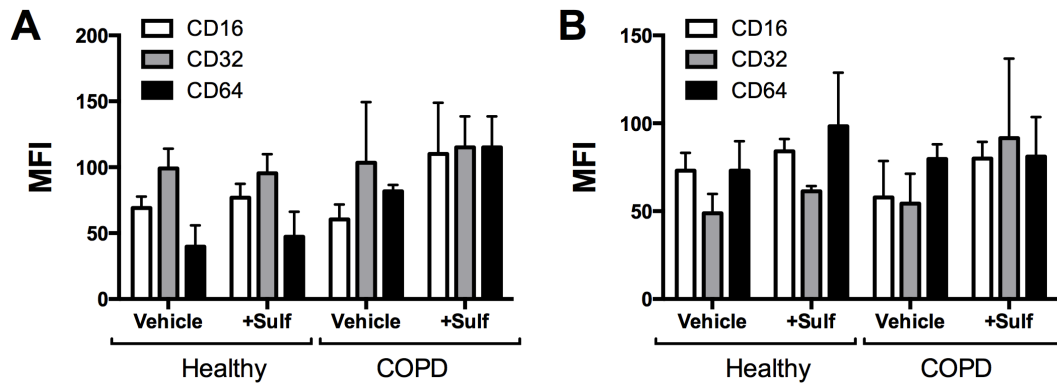 A
MFI
200
150
100
50
0
CD16
CD32
CD64
Vehicle +Sulf Vehicle +Sulf
Healthy COPD
B
MFI
150
100
50
0
CD16
CD32
CD64
Vehicle +Sulf Vehicle +Sulf
Healthy COPD